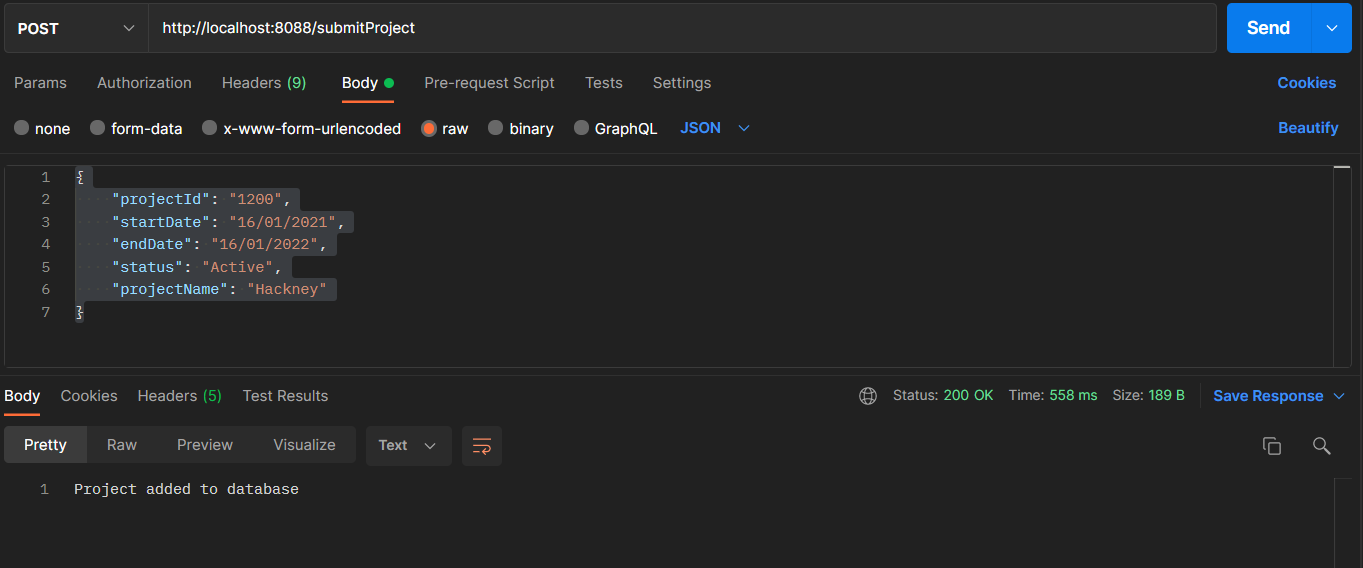 POST http://localhost:8088/submitProject Send
Params Authorization Headers (9) Body Pre-request Script Tests Settings Cookies
none form-data x-www-form-urlencoded raw binary GraphQL JSON Beautify
1 {
2 "projectId": "1200",
3 "startDate": "16/01/2021",
4 "endDate": "16/01/2022",
5 "status": "Active",
6 "projectName": "Hackney"
7 }
Body Cookies Headers (5) Test Results Status: 200 OK Time: 558 ms Size: 189 B Save Response
Pretty Raw Preview Visualize Text
1 Project added to database